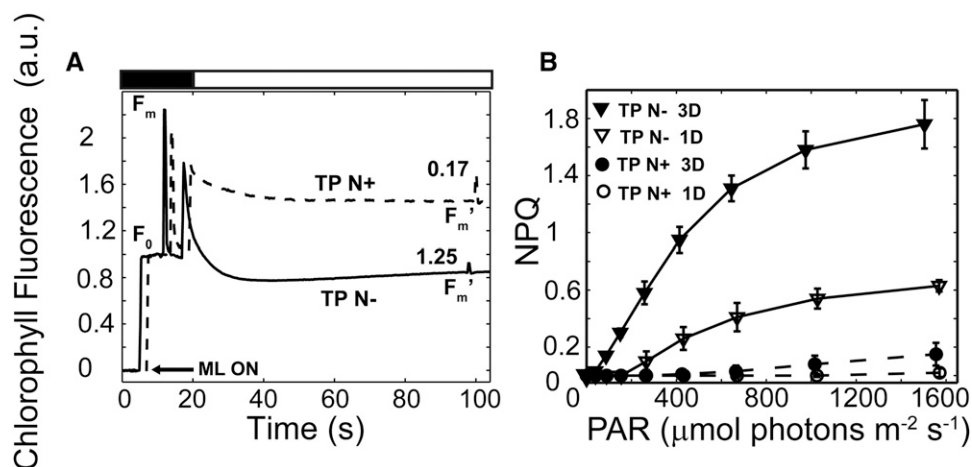 Chlorophyll Fluorescence (a.u.)
A
F_m
F_0
2
1.6
1.2
0.8
0.4
0
TP N+
0.17
F_m'
1.25
F_m'
TP N-
ML ON
0 20 40 60 80 100
Time (s)
B
NPQ
1.8
1.4
1
0.6
0.2
0
TP N- 3D
TP N- 1D
TP N+ 3D
TP N+ 1D
0 400 800 1200 1600
PAR (μmol photons m⁻² s⁻¹)